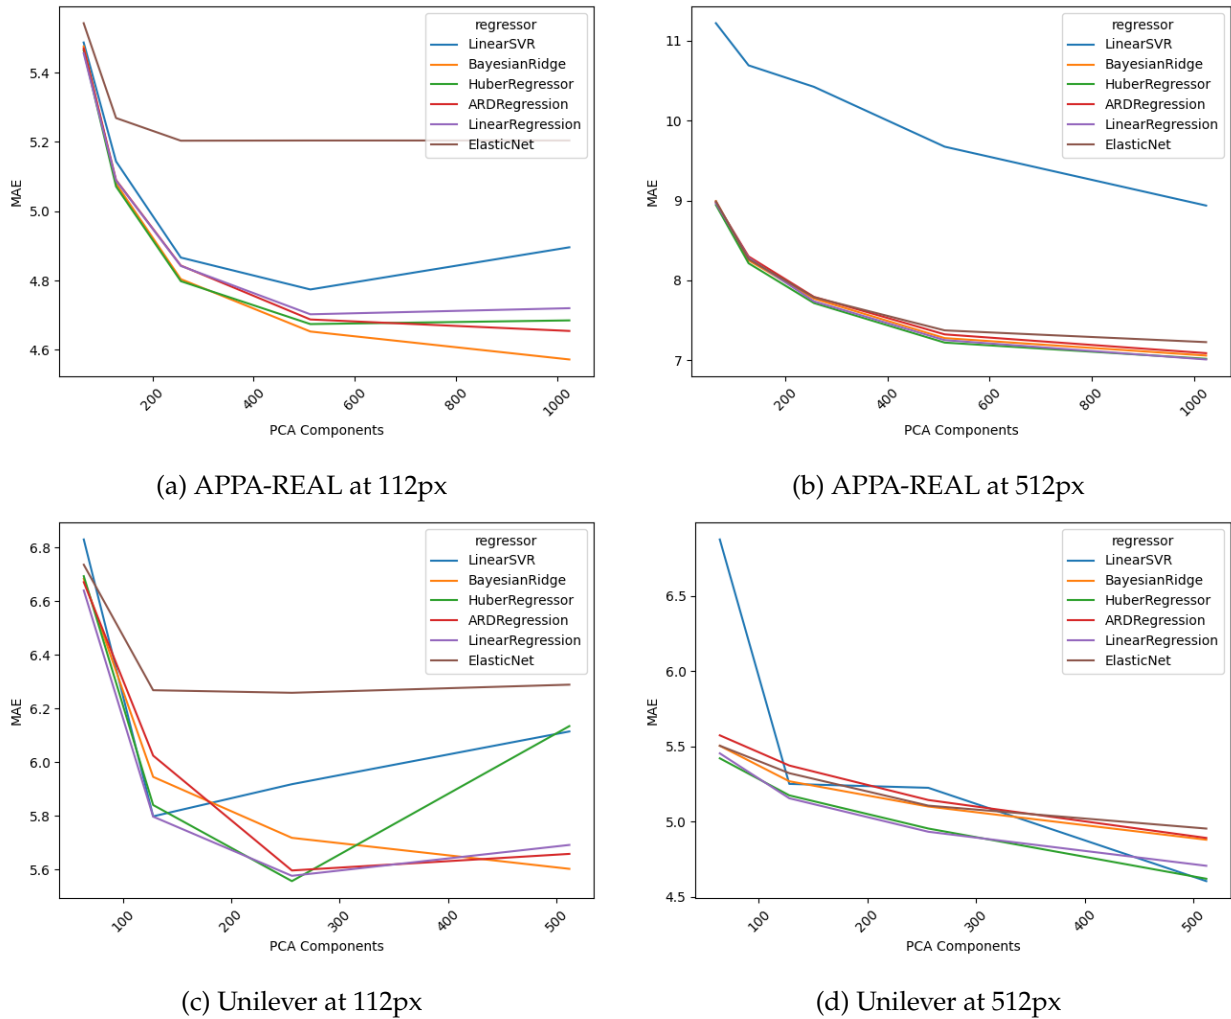 5.4
5.2
5.0
4.8
4.6
MAE
200
400
600
800
1000
PCA Components
regressor
LinearSVR
BayesianRidge
HuberRegressor
ARDRegression
LinearRegression
ElasticNet
(a) APPA-REAL at 112px
11
10
9
8
7
MAE
200
400
600
800
1000
PCA Components
regressor
LinearSVR
BayesianRidge
HuberRegressor
ARDRegression
LinearRegression
ElasticNet
(b) APPA-REAL at 512px
6.8
6.6
6.4
6.2
6.0
5.8
5.6
MAE
100
200
300
400
500
PCA Components
regressor
LinearSVR
BayesianRidge
HuberRegressor
ARDRegression
LinearRegression
ElasticNet
(c) Unilever at 112px
6.5
6.0
5.5
5.0
4.5
MAE
100
200
300
400
500
PCA Components
regressor
LinearSVR
BayesianRidge
HuberRegressor
ARDRegression
LinearRegression
ElasticNet
(d) Unilever at 512px